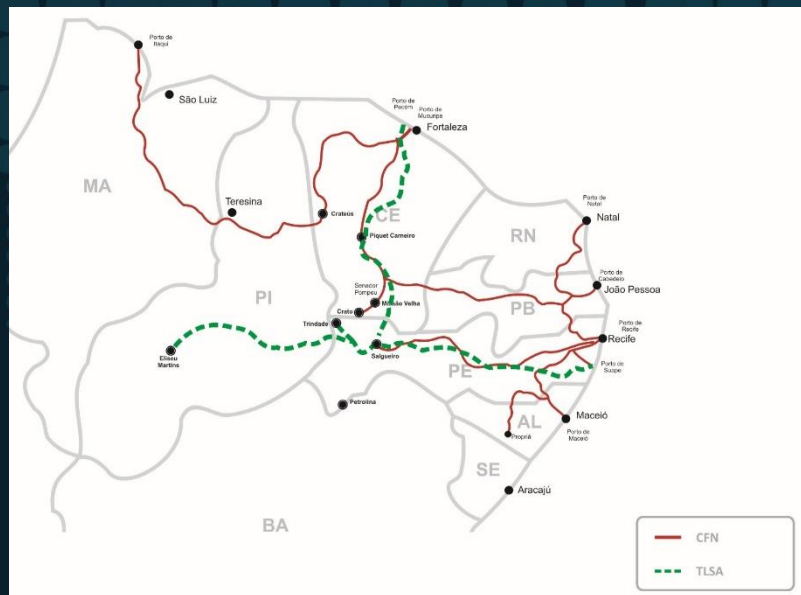 Porto de
Itaqui
São Luiz
Porto de
Pecém
Porto de
Mucuripe
Fortaleza
MA
Teresina
Crateús
CE
Piquet Carneiro
Porto de
Natal
Natal
RN
PI
Senador
Pompeu
Missão Velha
Crato
Porto de
Cabedelo
João Pessoa
PB
Trindade
Eliseu
Martins
Salgueiro
Porto de
Recife
Recife
PE
Porto de
Suape
Petrolina
AL
Maceió
Porto de
Maceió
Propriá
SE
Aracajú
BA
CFN
TLSA